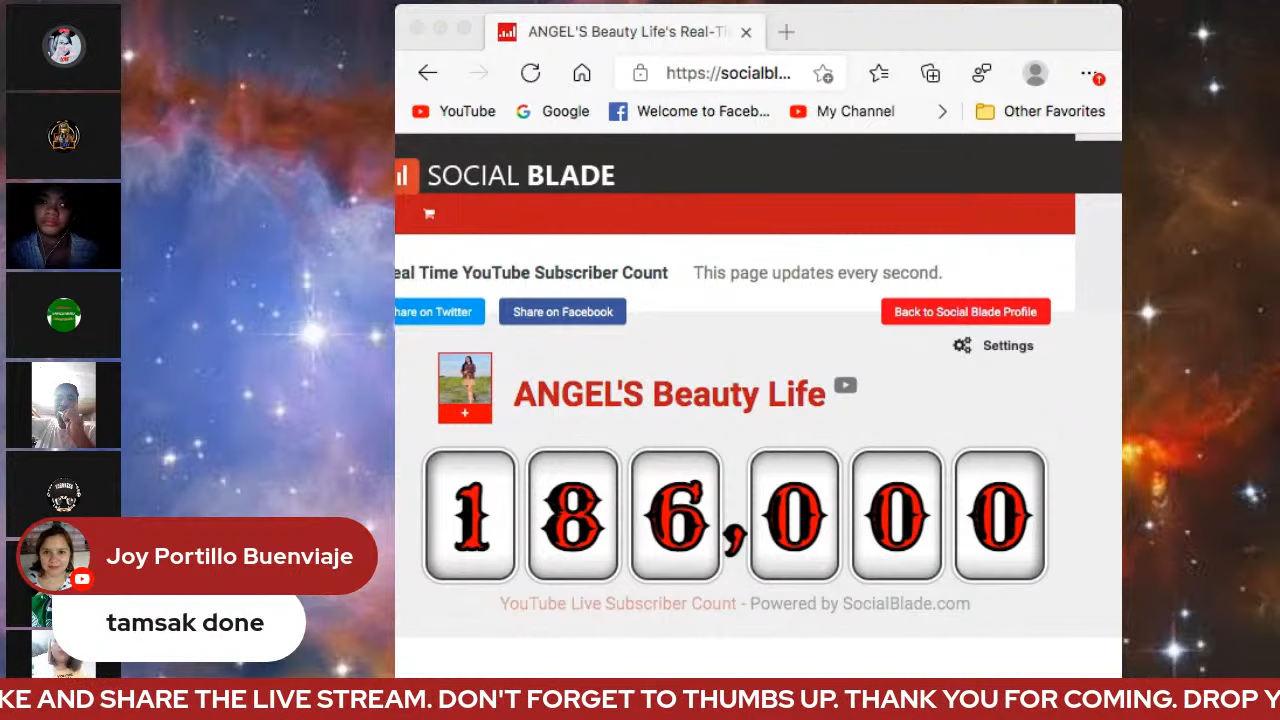 ANGEL'S Beauty Life's Real-Ti
https://socialbl...
YouTube
Google
Welcome to Faceb...
My Channel
Other Favorites
SOCIAL BLADE
eal Time YouTube Subscriber Count
This page updates every second.
hare on Twitter
Share on Facebook
Back to Social Blade Profile
Settings
ANGEL'S Beauty Life
+
186,000
YouTube Live Subscriber Count - Powered by SocialBlade.com
Joy Portillo Buenviaje
tamsak done
KE AND SHARE THE LIVE STREAM. DON'T FORGET TO THUMBS UP. THANK YOU FOR COMING. DROP Y